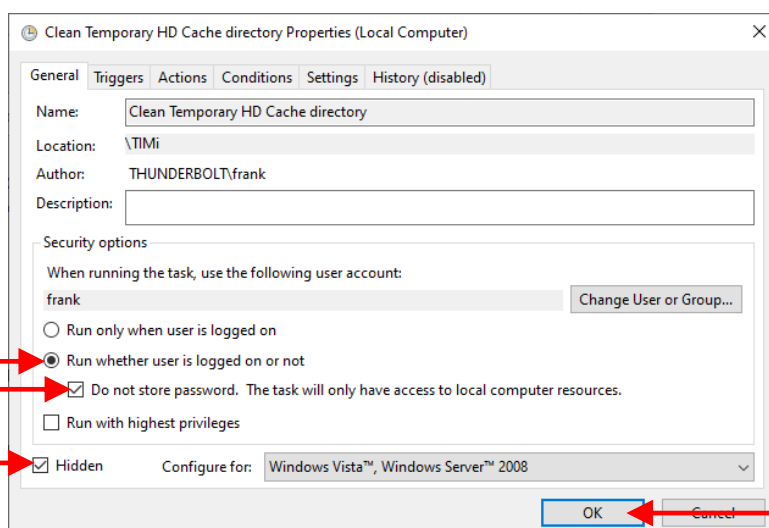 Clean Temporary HD Cache directory Properties (Local Computer)
General Triggers Actions Conditions Settings History (disabled)
Name: Clean Temporary HD Cache directory
Location: \TIMi
Author: THUNDERBOLT\frank
Description:
Security options
When running the task, use the following user account:
frank Change User or Group...
Run only when user is logged on
Run whether user is logged on or not
Do not store password. The task will only have access to local computer resources.
Run with highest privileges
Hidden Configure for: Windows Vista™, Windows Server™ 2008
OK Cancel